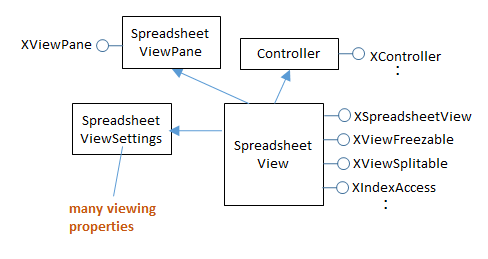 XViewPane
Spreadsheet
ViewPane
Controller
XController
:
Spreadsheet
ViewSettings
Spreadsheet
View
XSpreadsheetView
XViewFreezable
XViewSplitable
XIndexAccess
:
many viewing
properties